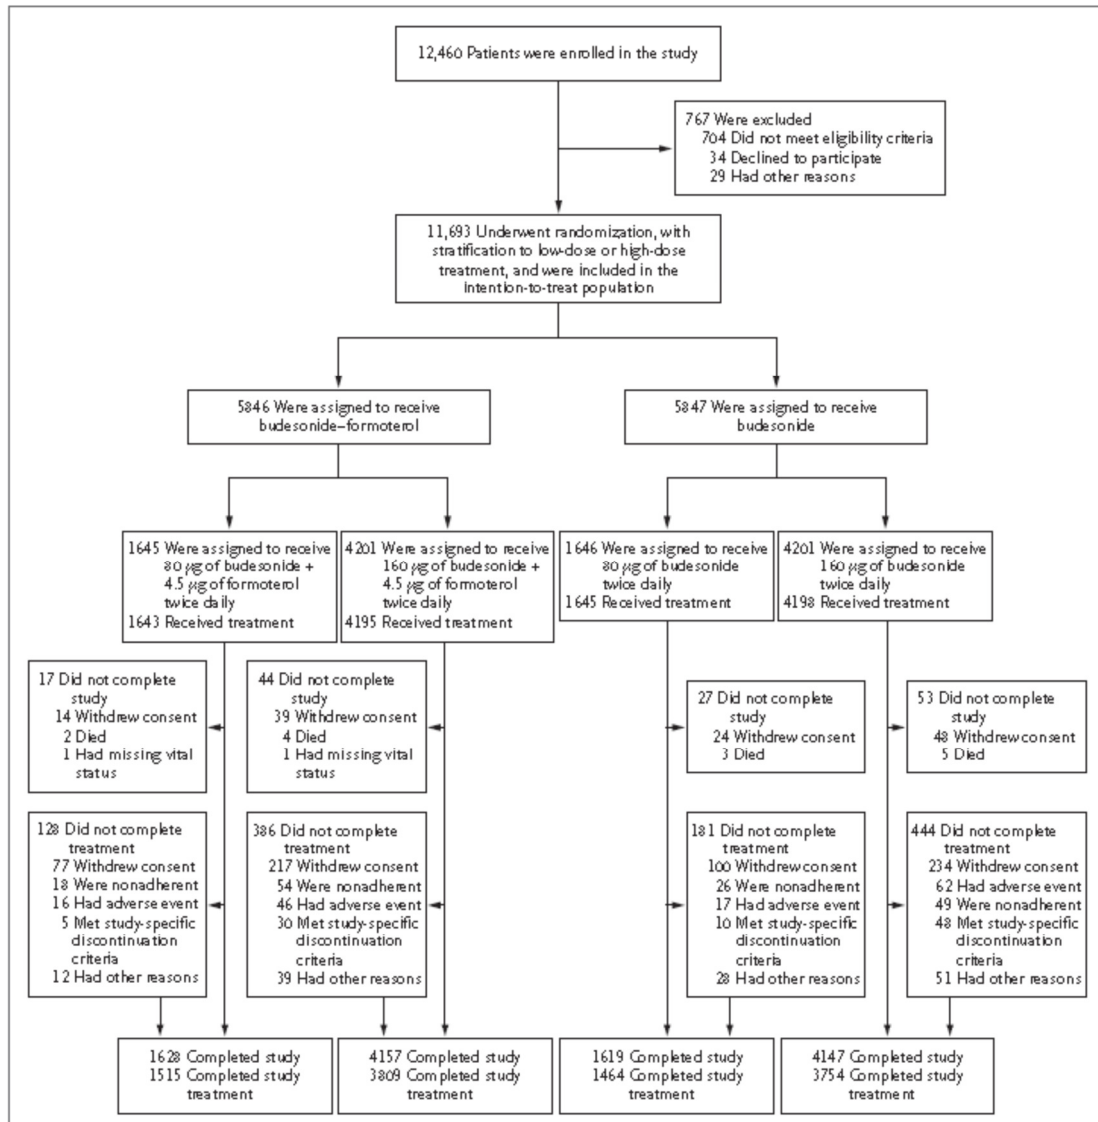 12,460 Patients were enrolled in the study
767 Were excluded
704 Did not meet eligibility criteria
34 Declined to participate
29 Had other reasons
11,693 Underwent randomization, with
stratification to low-dose or high-dose
treatment, and were included in the
intention-to-treat population
5846 Were assigned to receive
budesonide–formoterol
5847 Were assigned to receive
budesonide
1645 Were assigned to receive
80 µg of budesonide +
4.5 µg of formoterol
twice daily
1643 Received treatment
4201 Were assigned to receive
160 µg of budesonide +
4.5 µg of formoterol
twice daily
4195 Received treatment
1646 Were assigned to receive
80 µg of budesonide
twice daily
1645 Received treatment
4201 Were assigned to receive
160 µg of budesonide
twice daily
4198 Received treatment
17 Did not complete
study
14 Withdrew consent
2 Died
1 Had missing vital
status
44 Did not complete
study
39 Withdrew consent
4 Died
1 Had missing vital
status
27 Did not complete
study
24 Withdrew consent
3 Died
53 Did not complete
study
48 Withdrew consent
5 Died
128 Did not complete
treatment
77 Withdrew consent
18 Were nonadherent
16 Had adverse event
5 Met study-specific
discontinuation
criteria
12 Had other reasons
386 Did not complete
treatment
217 Withdrew consent
54 Were nonadherent
46 Had adverse event
30 Met study-specific
discontinuation
criteria
39 Had other reasons
181 Did not complete
treatment
100 Withdrew consent
26 Were nonadherent
17 Had adverse event
10 Met study-specific
discontinuation
criteria
28 Had other reasons
444 Did not complete
treatment
234 Withdrew consent
62 Had adverse event
49 Were nonadherent
48 Met study-specific
discontinuation
criteria
51 Had other reasons
1628 Completed study
1515 Completed study
treatment
4157 Completed study
3809 Completed study
treatment
1619 Completed study
1464 Completed study
treatment
4147 Completed study
3754 Completed study
treatment